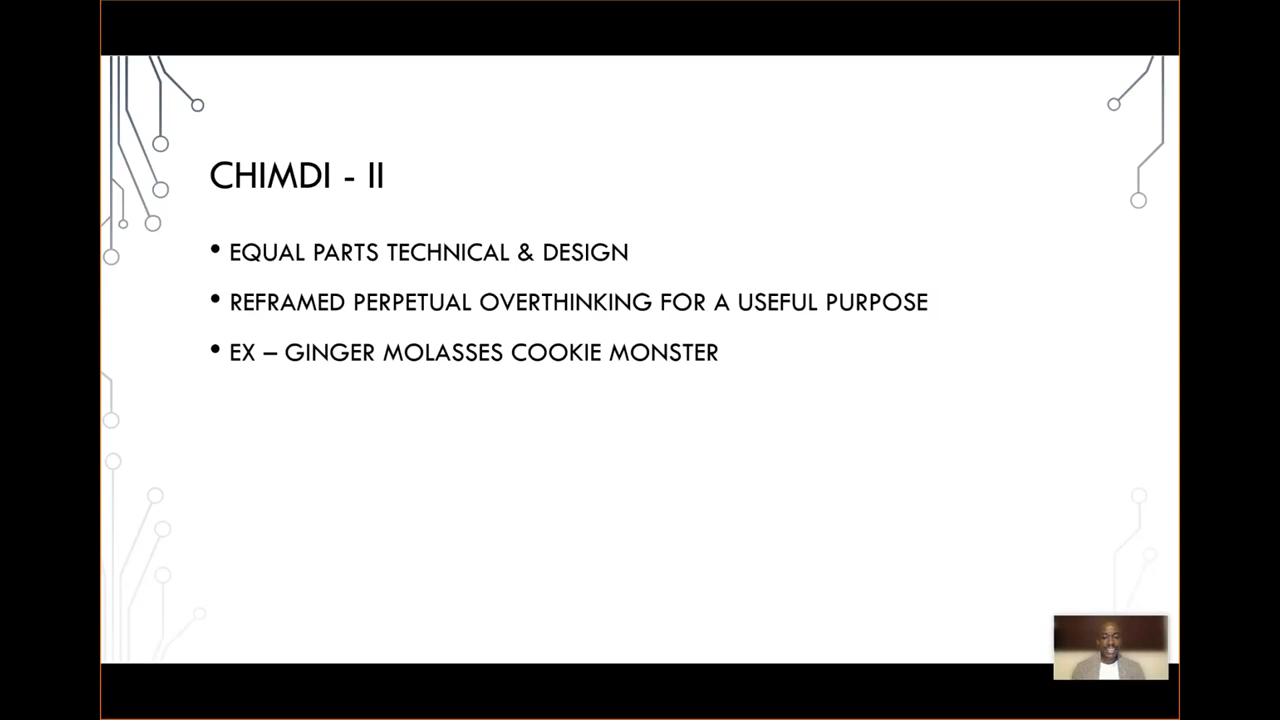 CHIMDI - II
• EQUAL PARTS TECHNICAL & DESIGN
• REFRAMED PERPETUAL OVERTHINKING FOR A USEFUL PURPOSE
• EX – GINGER MOLASSES COOKIE MONSTER